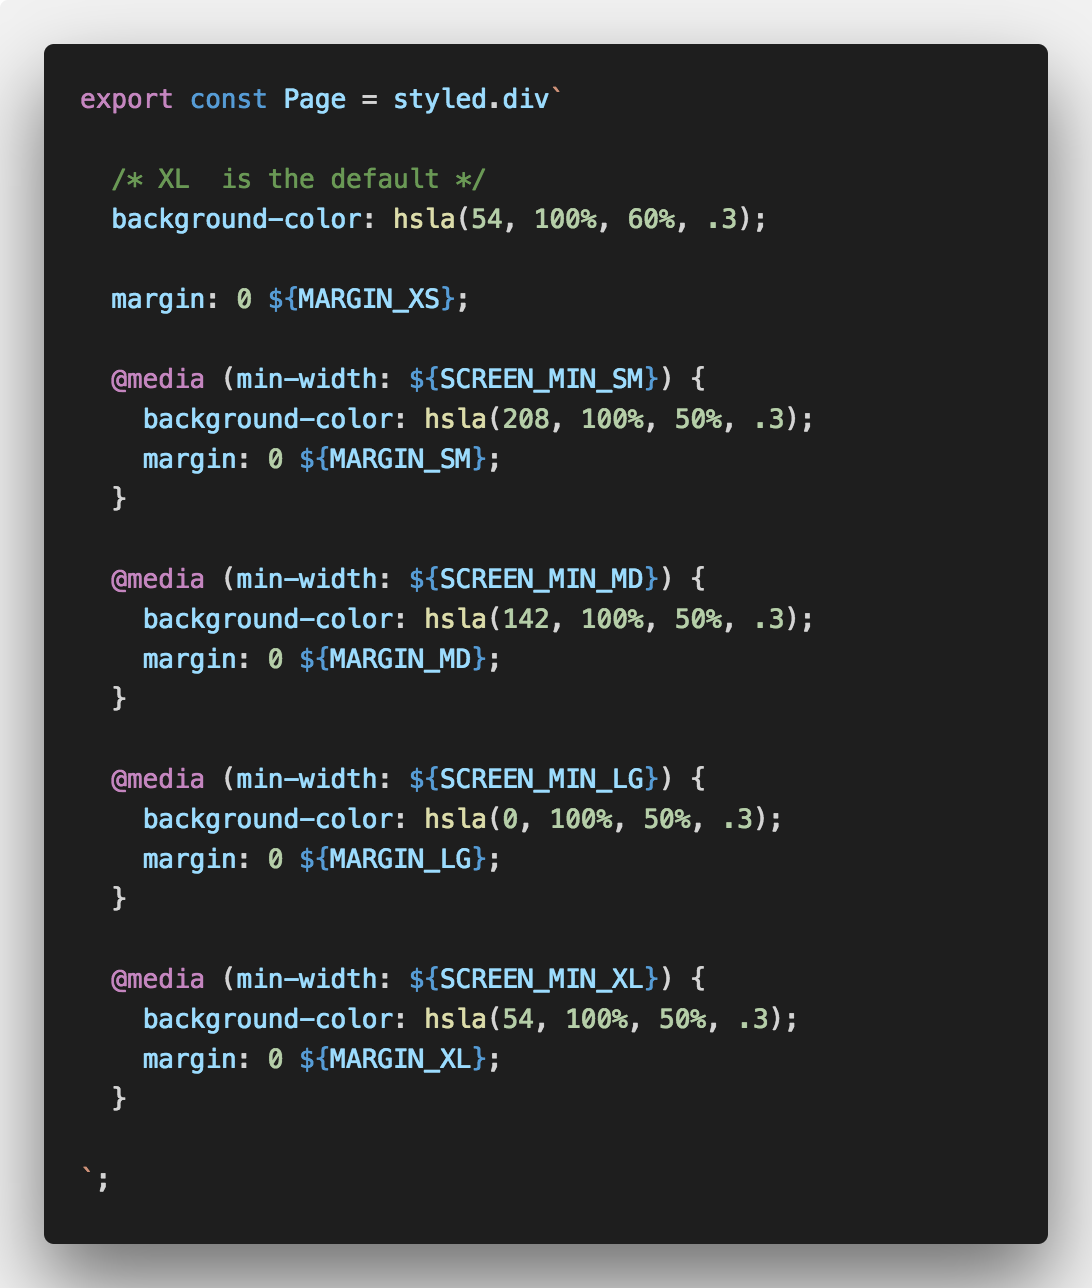 export const Page = styled.div`
/* XL  is the default */
background-color: hsla(54, 100%, 60%, .3);
margin: 0 ${MARGIN_XS};
@media (min-width: ${SCREEN_MIN_SM}) {
background-color: hsla(208, 100%, 50%, .3);
margin: 0 ${MARGIN_SM};
}
@media (min-width: ${SCREEN_MIN_MD}) {
background-color: hsla(142, 100%, 50%, .3);
margin: 0 ${MARGIN_MD};
}
@media (min-width: ${SCREEN_MIN_LG}) {
background-color: hsla(0, 100%, 50%, .3);
margin: 0 ${MARGIN_LG};
}
@media (min-width: ${SCREEN_MIN_XL}) {
background-color: hsla(54, 100%, 50%, .3);
margin: 0 ${MARGIN_XL};
}
`;